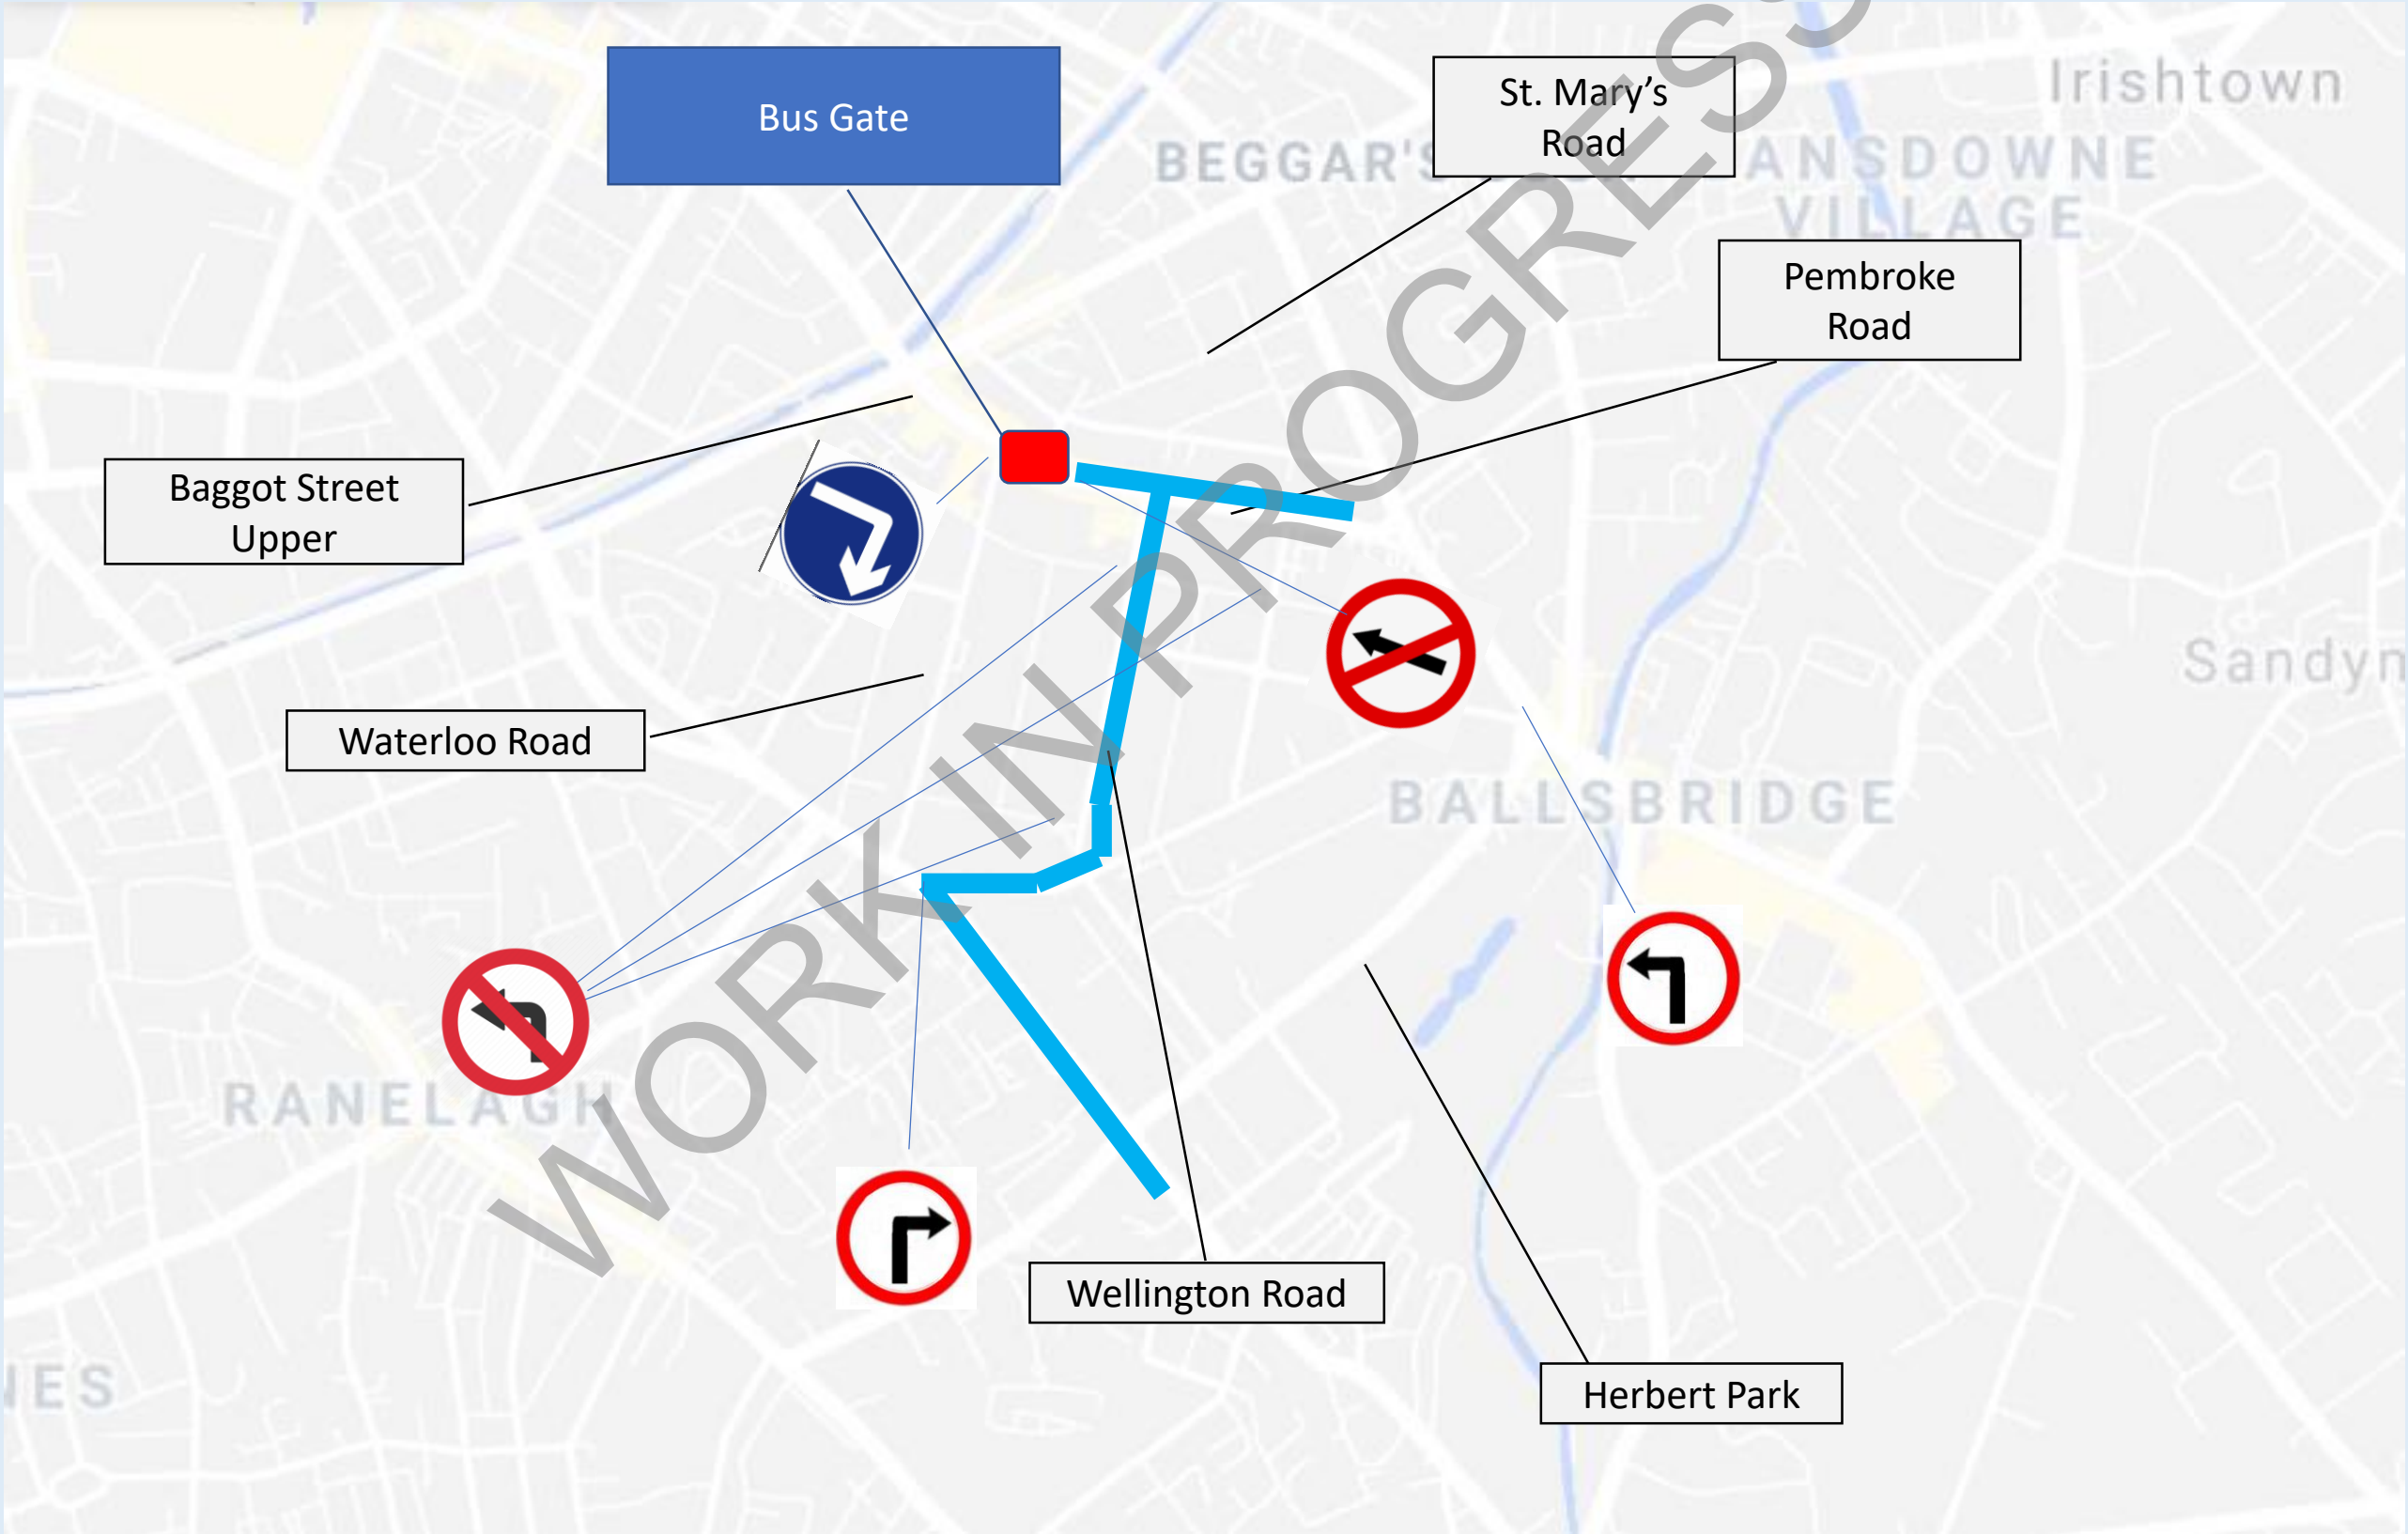 Bus Gate
St. Mary's
Road
Irishtown
BEGGAR'S
ANSDOWNE
VILLAGE
Pembroke
Road
Baggot Street
Upper
Sandyn
Waterloo Road
BALLSBRIDGE
WORK IN PROGRESS
RANELAGH
Wellington Road
Herbert Park
NES